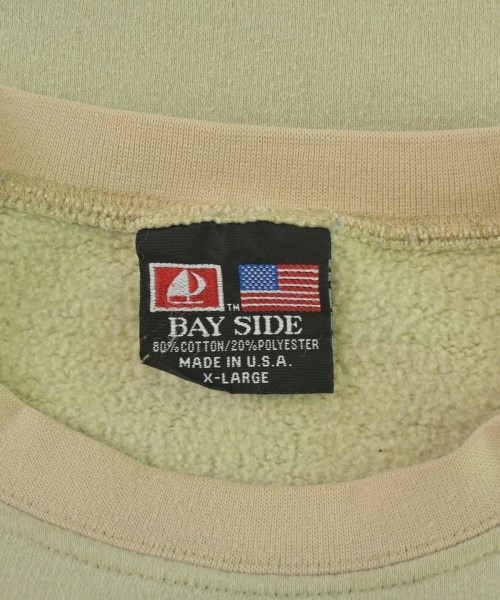 TM
BAY SIDE
80% COTTON/20% POLYESTER
MADE IN U.S.A.
X-LARGE